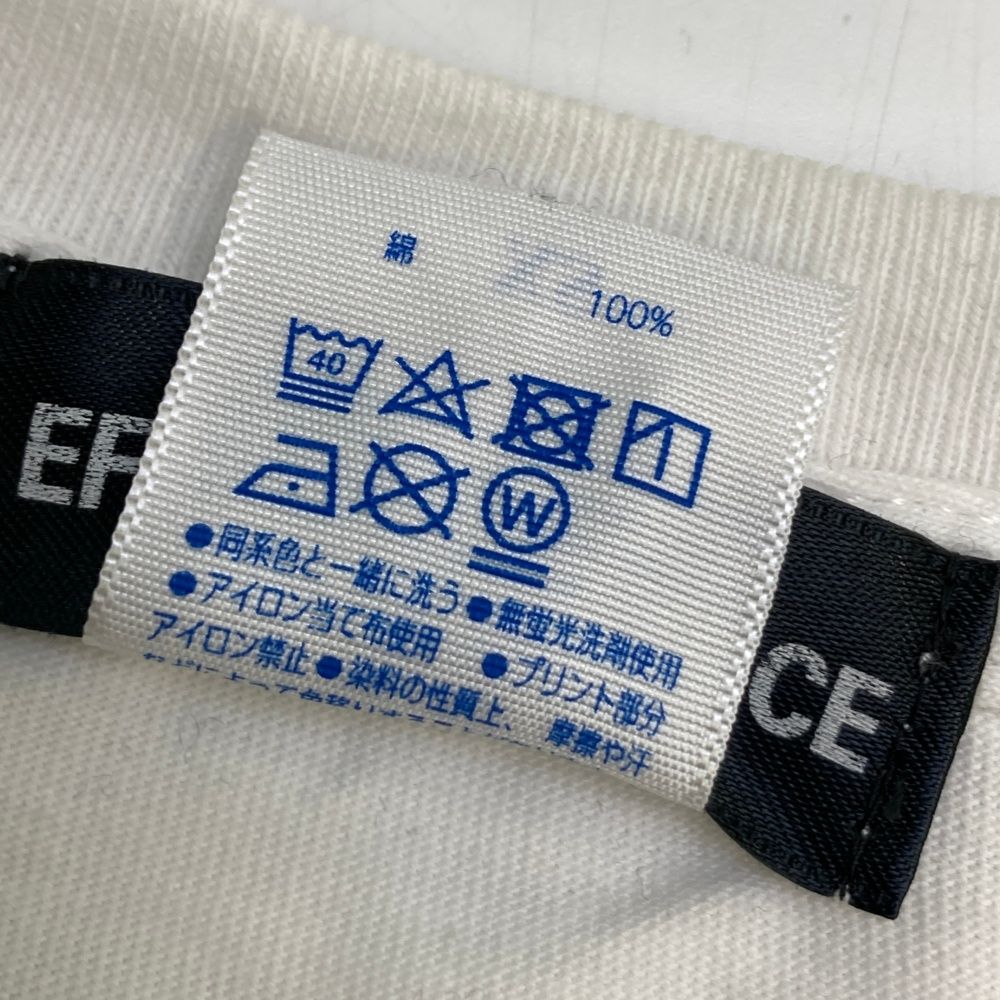 綿 100%
40
W
●同系色と一緒に洗う●無蛍光洗剤使用
●アイロン当て布使用 ●プリント部分
アイロン禁止●染料の性質上、摩擦や汗
CE